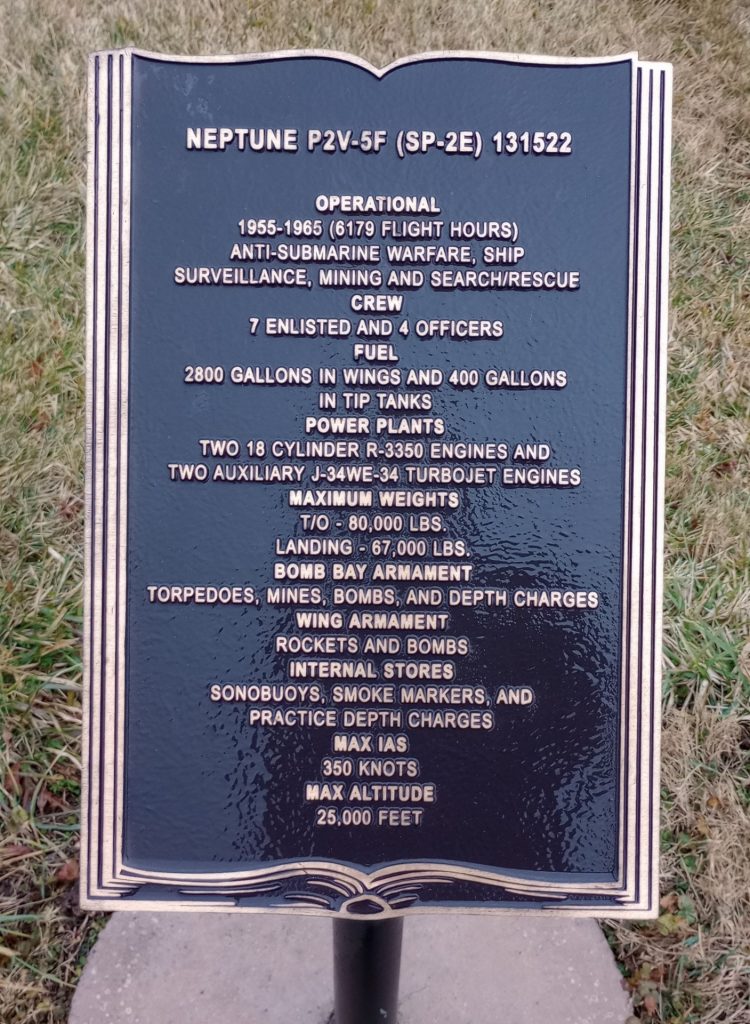 NEPTUNE P2V-5F (SP-2E) 131522
OPERATIONAL
1955-1965 (6179 FLIGHT HOURS)
ANTI-SUBMARINE WARFARE, SHIP
SURVEILLANCE, MINING AND SEARCH/RESCUE
CREW
7 ENLISTED AND 4 OFFICERS
FUEL
2800 GALLONS IN WINGS AND 400 GALLONS
IN TIP TANKS
POWER PLANTS
TWO 18 CYLINDER R-3350 ENGINES AND
TWO AUXILIARY J-34WE-34 TURBOJET ENGINES
MAXIMUM WEIGHTS
T/O - 80,000 LBS.
LANDING - 67,000 LBS.
BOMB BAY ARMAMENT
TORPEDOES, MINES, BOMBS, AND DEPTH CHARGES
WING ARMAMENT
ROCKETS AND BOMBS
INTERNAL STORES
SONOBUOYS, SMOKE MARKERS, AND
PRACTICE DEPTH CHARGES
MAX IAS
350 KNOTS
MAX ALTITUDE
25,000 FEET